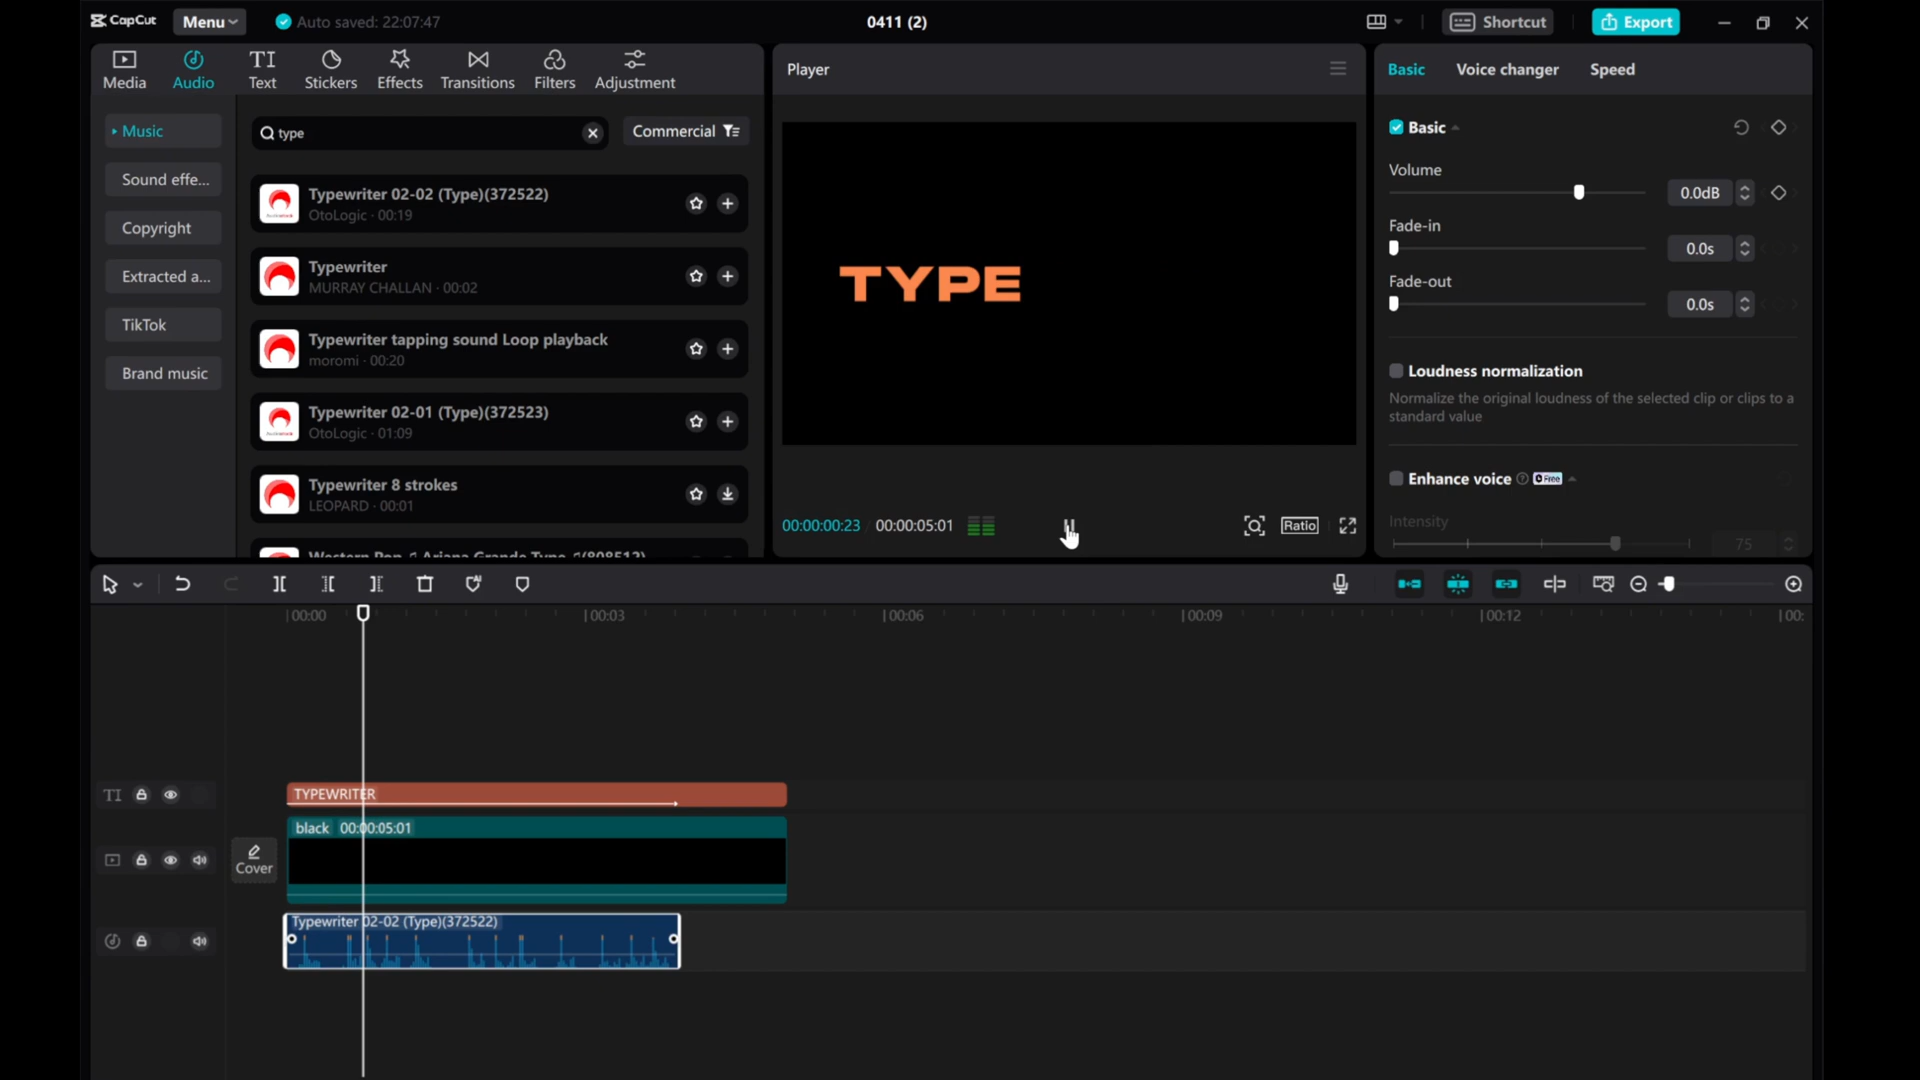 CapCut
Menu
Auto saved: 22:07:47
0411 (2)
Shortcut
Export
Media
Audio
Text
Stickers
Effects
Transitions
Filters
Adjustment
Music
Sound effe...
Copyright
Extracted a...
TikTok
Brand music
type
Commercial
Typewriter 02-02 (Type)(372522)
OtoLogic · 00:19
Typewriter
MURRAY CHALLAN · 00:02
Typewriter tapping sound Loop playback
moromi · 00:20
Typewriter 02-01 (Type)(372523)
OtoLogic · 01:09
Typewriter 8 strokes
LEOPARD · 00:01
Player
TYPE
00:00:00:23
00:00:05:01
Ratio
Basic
Voice changer
Speed
Basic
Volume
0.0dB
Fade-in
0.0s
Fade-out
0.0s
Loudness normalization
Normalize the original loudness of the selected clip or clips to a
standard value
Enhance voice
Free
Intensity
75
00:00
00:03
00:06
00:09
00:12
00:
TYPEWRITER
black 00:00:05:01
Cover
Typewriter 02-02 (Type)(372522)